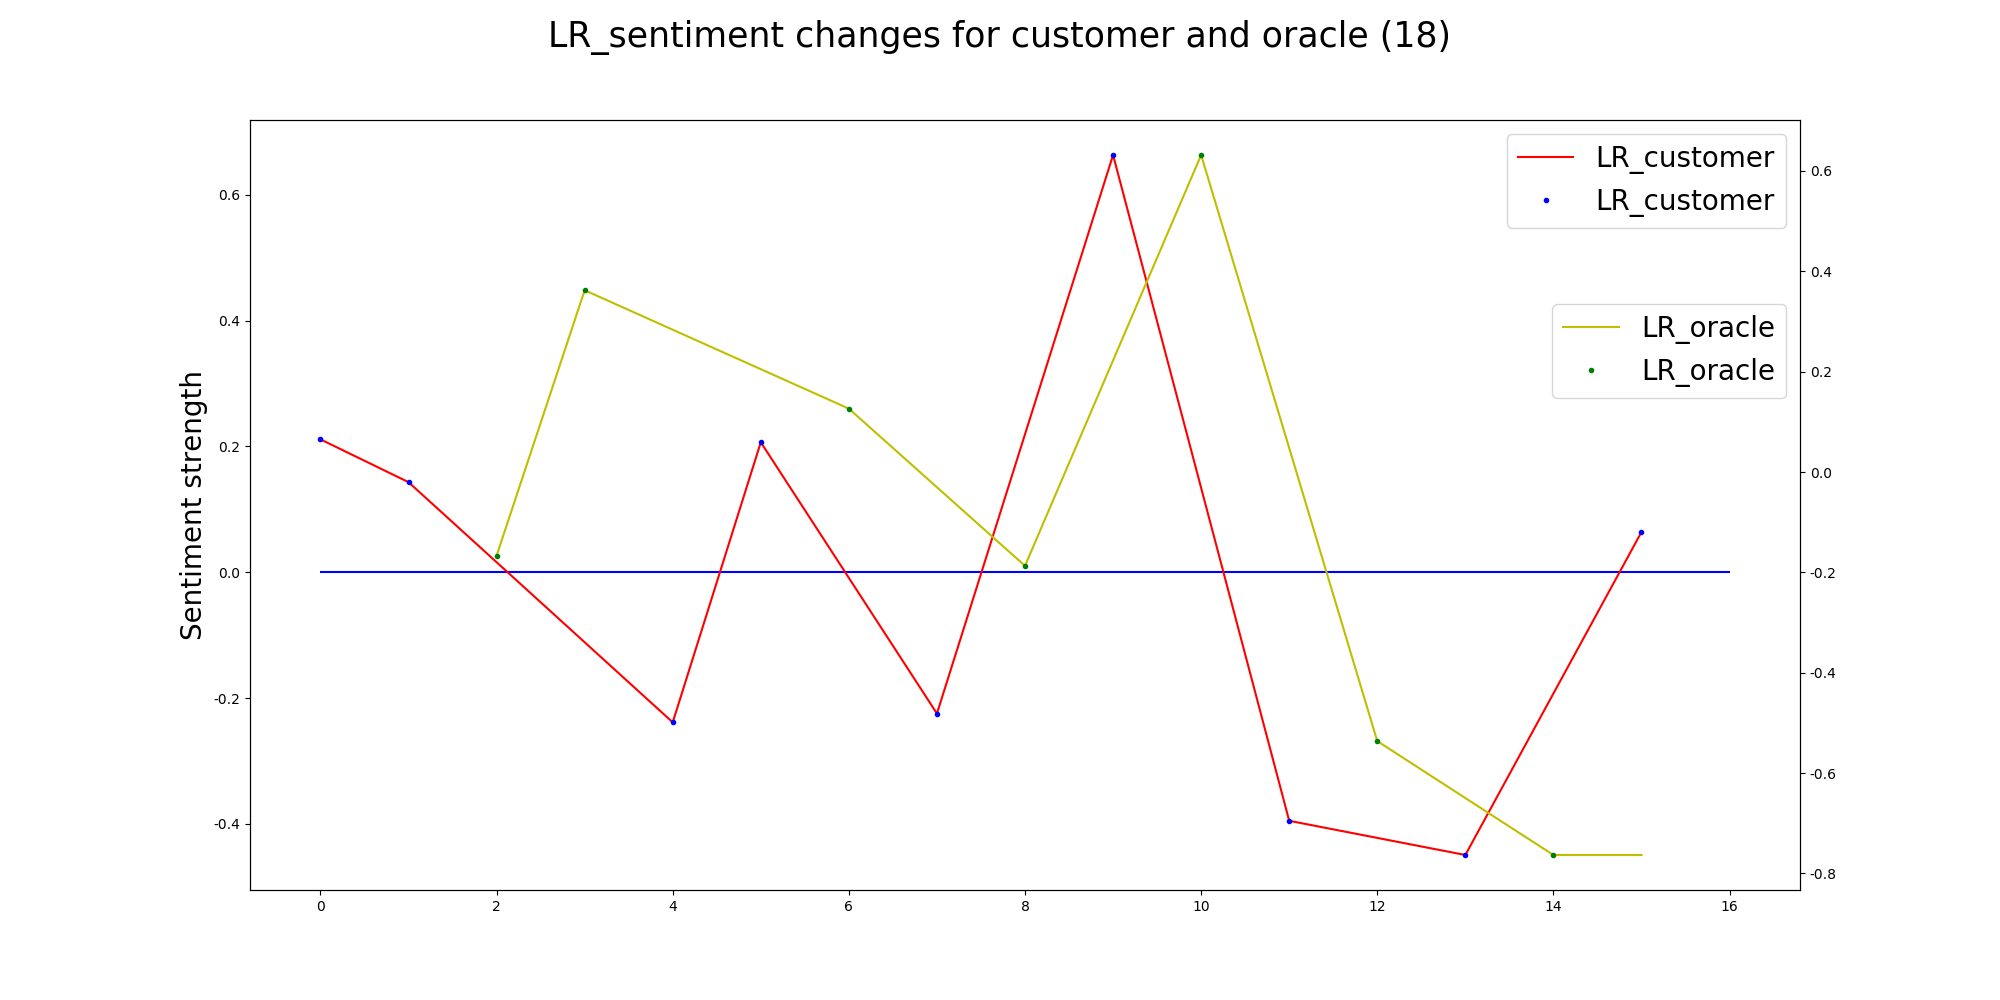 LR_sentiment changes for customer and oracle (18)
LR_customer
LR_customer
LR_oracle
LR_oracle
Sentiment strength
0.6
0.4
0.2
0.0
-0.2
-0.4
0.6
0.4
0.2
0.0
-0.2
-0.4
-0.6
-0.8
0 2 4 6 8 10 12 14 16